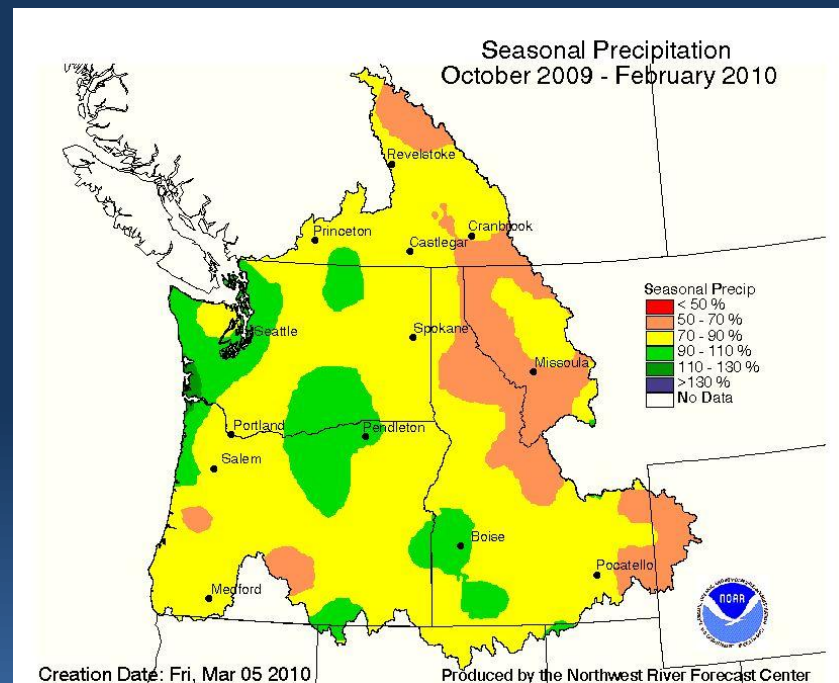 Seasonal Precipitation
October 2009 - February 2010
Revelstoke
Princeton
Cranbrook
Castlegar
Seattle
Spokane
Missoula
Portland
Pendleton
Salem
Boise
Medford
Pocatello
Seasonal Precip
< 50 %
50 - 70 %
70 - 90 %
90 - 110 %
110 - 130 %
>130 %
No Data
NOAA
Creation Date: Fri, Mar 05 2010
Produced by the Northwest River Forecast Center